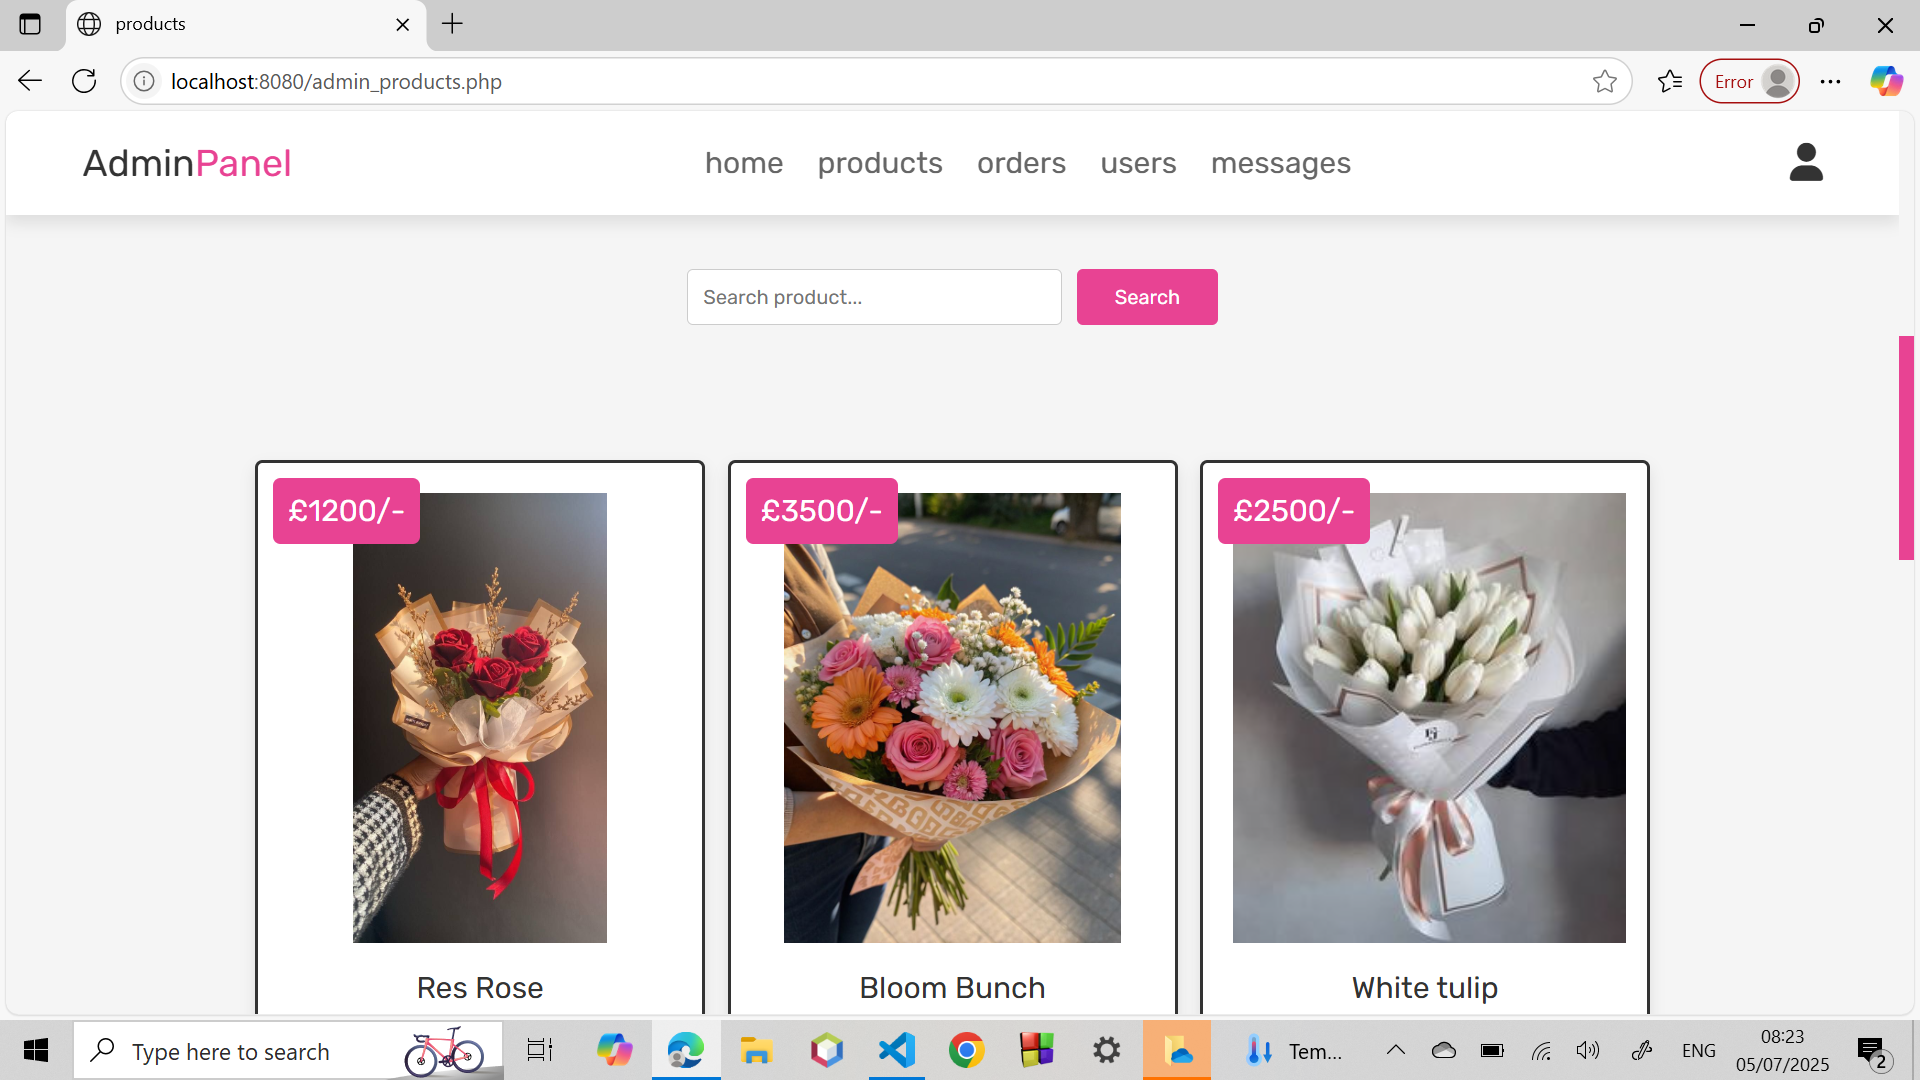 products
localhost:8080/admin_products.php
Error
AdminPanel
home products orders users messages
Search product...
Search
£1200/-
£3500/-
£2500/-
Res Rose
Bloom Bunch
White tulip
Type here to search
Tem...
ENG
08:23
05/07/2025
2